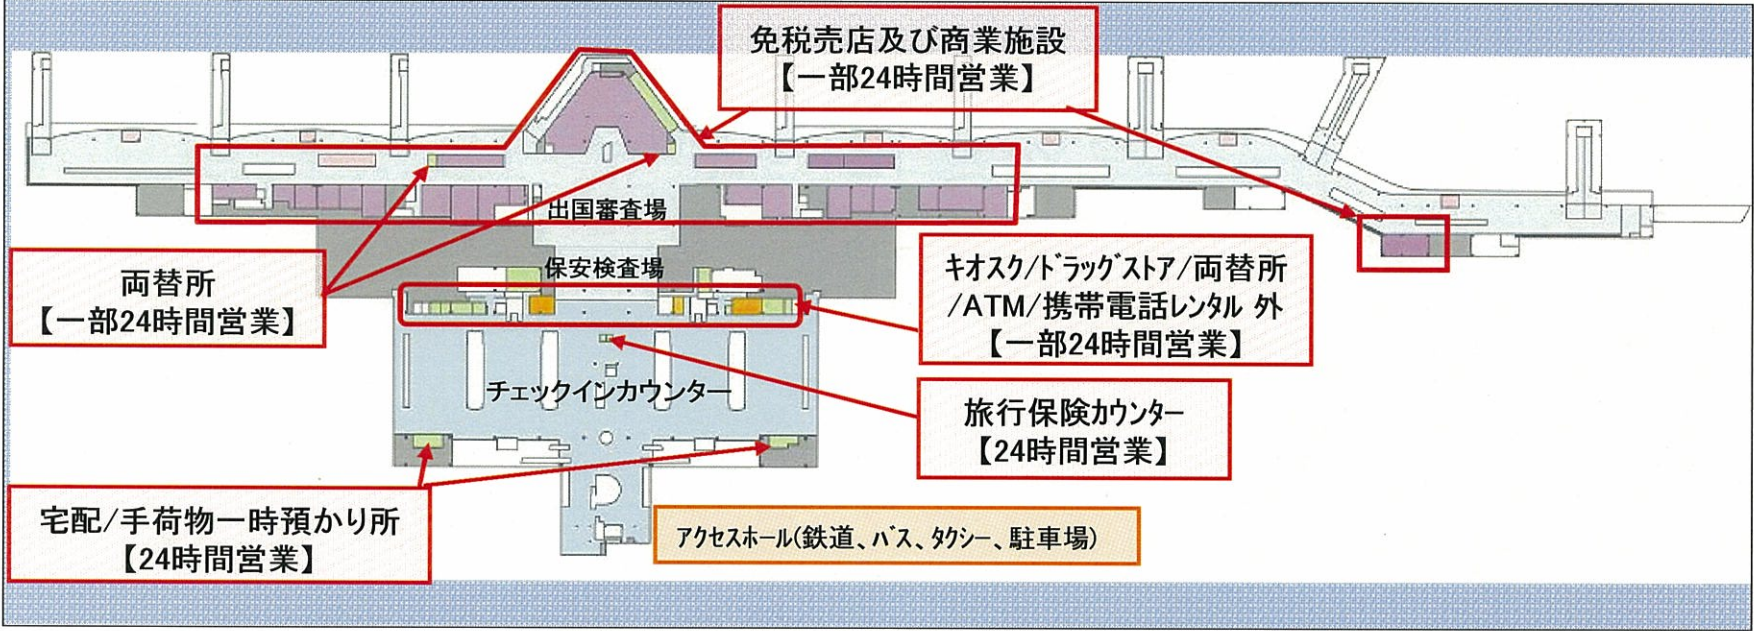 免税売店及び商業施設
【一部24時間営業】
出国審査場
保安検査場
両替所
【一部24時間営業】
キオスク/ドラッグストア/両替所
/ATM/携帯電話レンタル 外
【一部24時間営業】
チェックインカウンター
旅行保険カウンター
【24時間営業】
宅配/手荷物一時預かり所
【24時間営業】
アクセスホール(鉄道、バス、タクシー、駐車場)